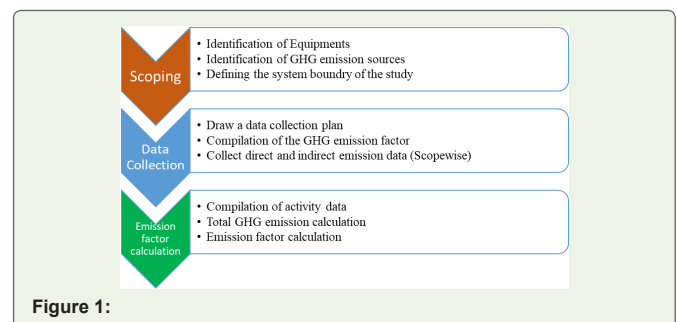 Scoping
• Identification of Equipments
• Identification of GHG emission sources
• Defining the system boundry of the study
Data
Collection
• Draw a data collection plan
• Compilation of the GHG emission factor
• Collect direct and indirect emission data (Scopewise)
Emission
factor
calculation
• Compilation of activity data
• Total GHG emission calculation
• Emission factor calculation
Figure 1: